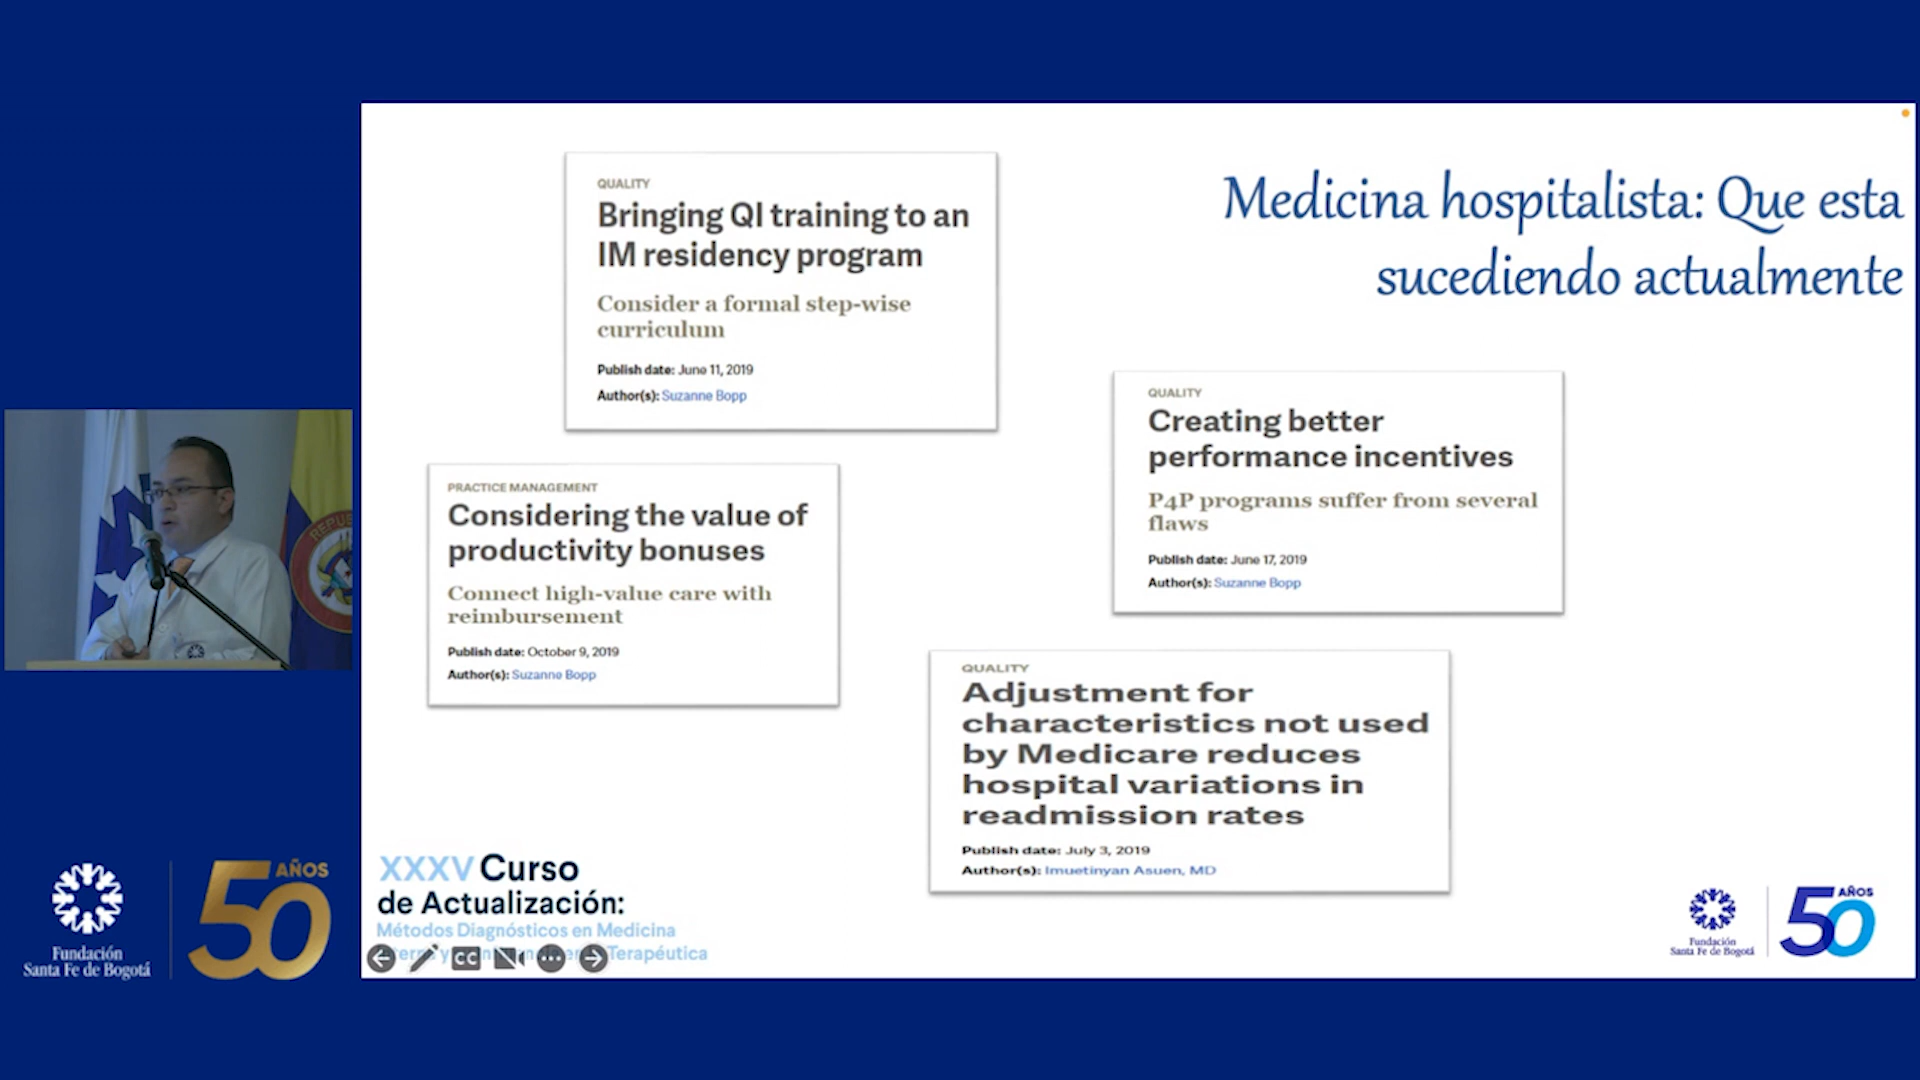 Medicina hospitalista: Que esta
sucediendo actualmente
QUALITY
Bringing QI training to an
IM residency program
Consider a formal step-wise
curriculum
Publish date: June 11, 2019
Author(s): Suzanne Bopp
QUALITY
Creating better
performance incentives
P4P programs suffer from several
flaws
Publish date: June 17, 2019
Author(s): Suzanne Bopp
PRACTICE MANAGEMENT
Considering the value of
productivity bonuses
Connect high-value care with
reimbursement
Publish date: October 9, 2019
Author(s): Suzanne Bopp
QUALITY
Adjustment for
characteristics not used
by Medicare reduces
hospital variations in
readmission rates
Publish date: July 3, 2019
Author(s): Imuetinyan Asuen, MD
REPUB
XXXV Curso
de Actualización:
Métodos Diagnósticos en Medicina
Terapéutica
CC
Fundación
Santa Fe de Bogotá
50 AÑOS
Fundación
Santa Fe de Bogotá
50 AÑOS